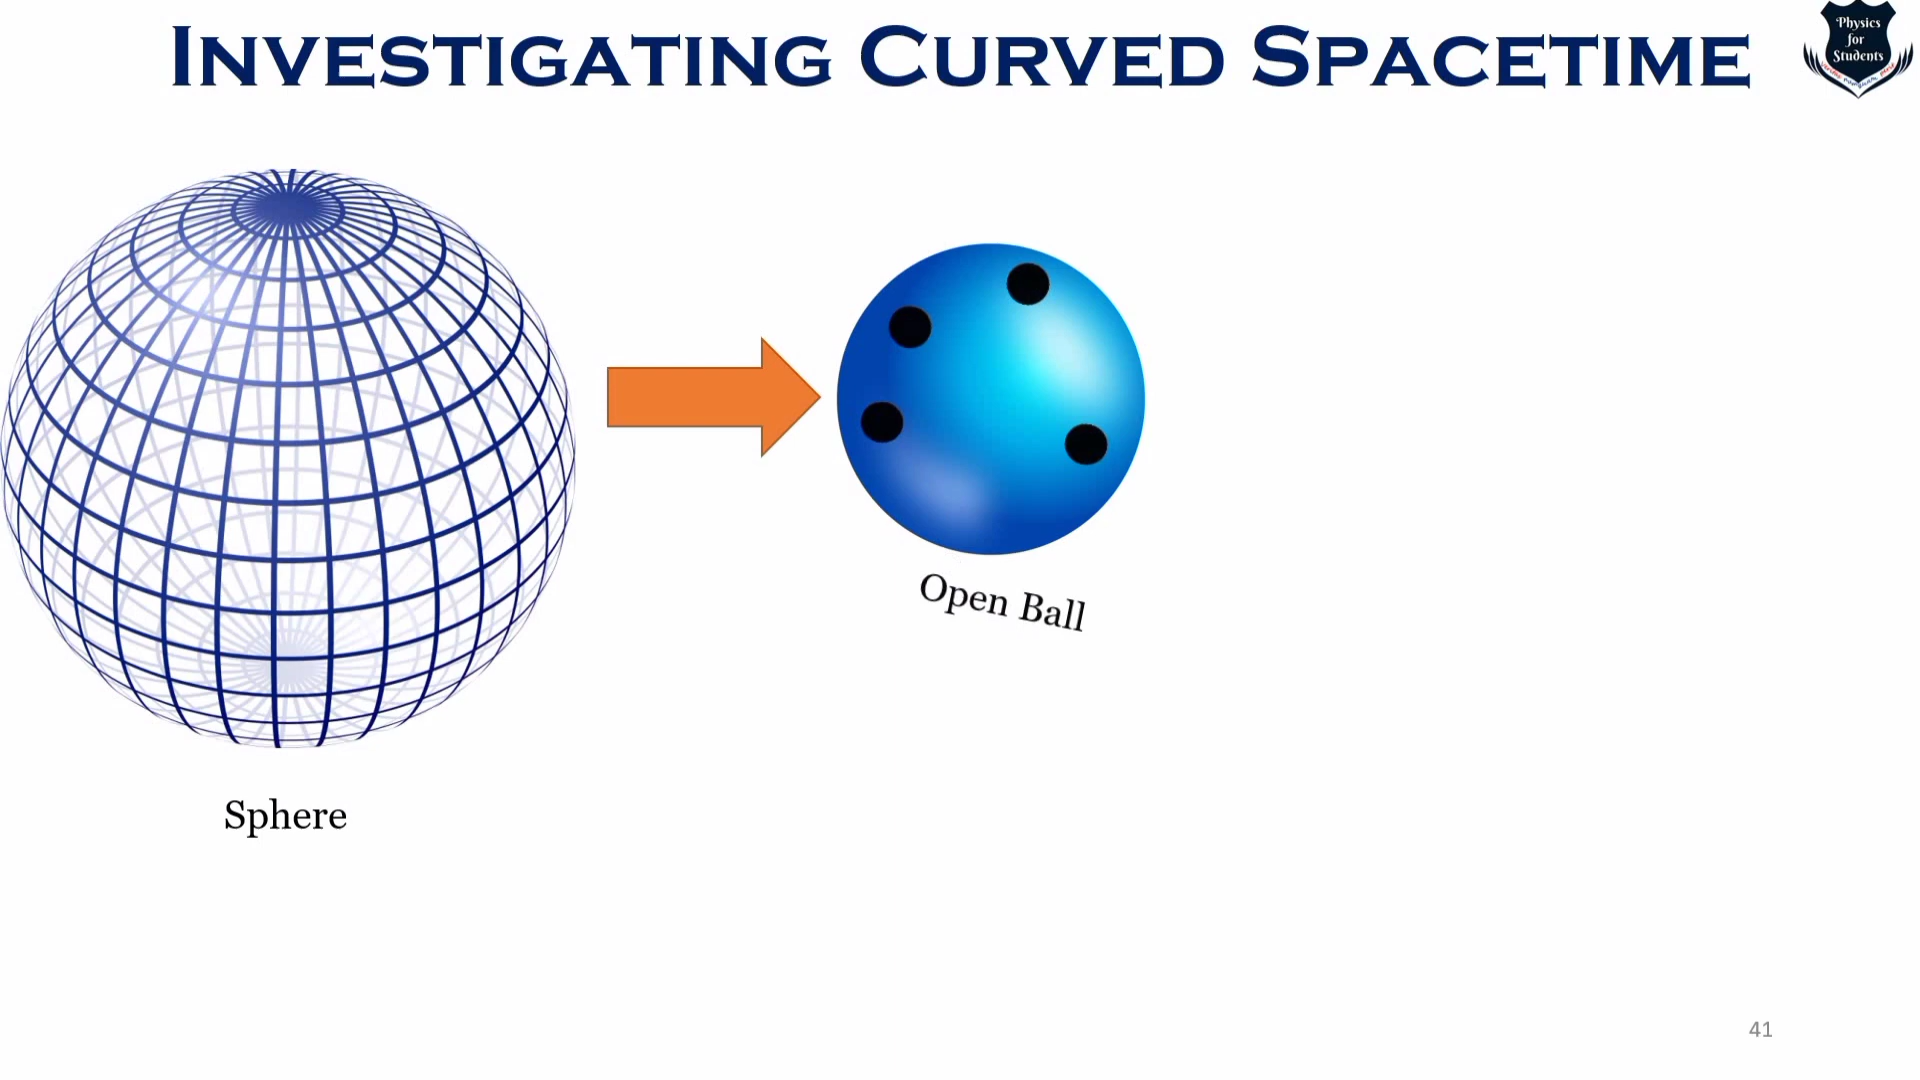 INVESTIGATING CURVED SPACETIME
Physics
for
Students
Open Ball
Sphere
41